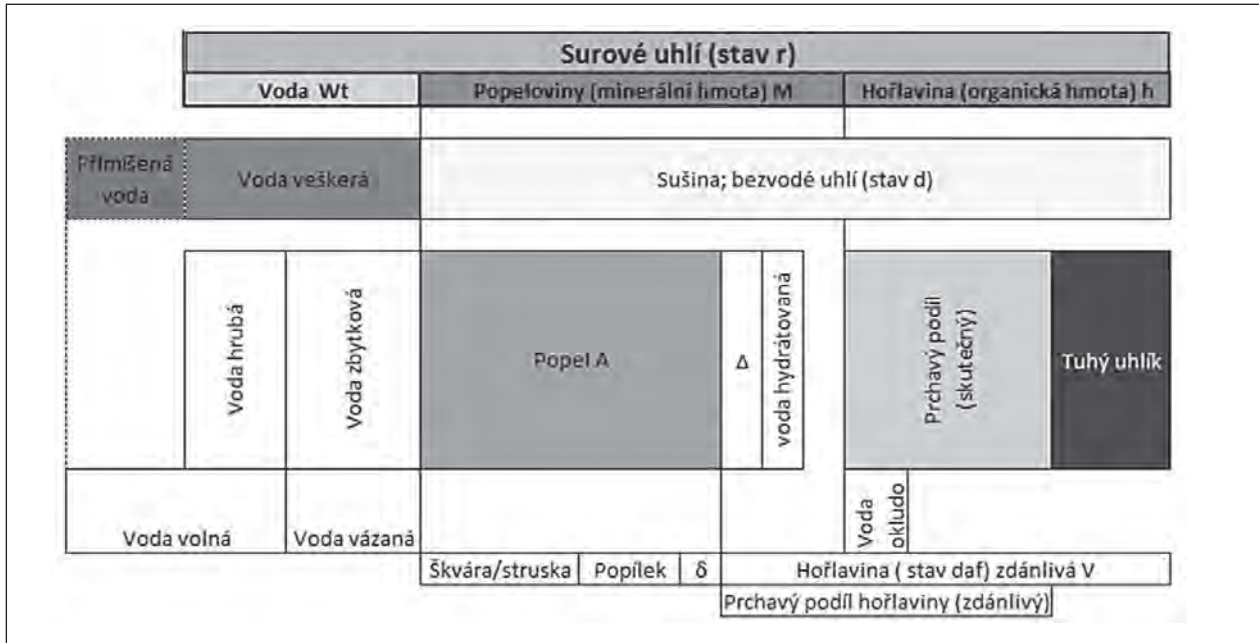 Surové uhlí (stav r)
Voda Wt
Popeloviny (minerální hmota) M
Hořlavina (organická hmota) h
Přimíšená
voda
Voda veškerá
Sušina; bezvodé uhlí (stav d)
Voda hrubá
Voda zbytková
Popel A
Δ
voda hydrátovaná
Prchavý podíl
(skutečný)
Tuhý uhlík
Voda volná
Voda vázaná
Voda
okludo
Škvára/struska
Popílek
δ
Hořlavina ( stav daf) zdánlivá V
Prchavý podíl hořlaviny (zdánlivý)